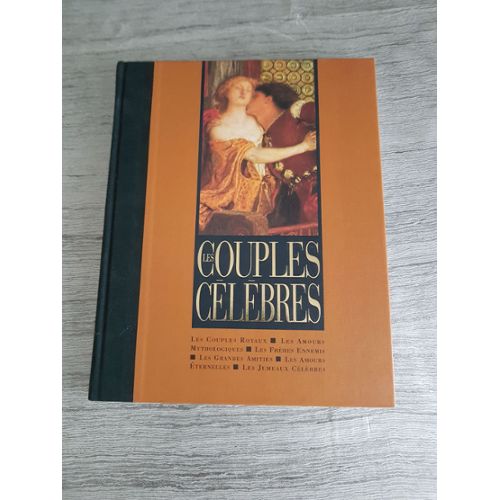 LES COUPLES
CÉLÈBRES
LES COUPLES ROYAUX ■ LES AMOURS
MYTHOLOGIQUES ■ LES FRÈRES ENNEMIS
■ LES GRANDES AMITIÉS ■ LES AMOURS
ÉTERNELLES ■ LES JUMEAUX CÉLÈBRES